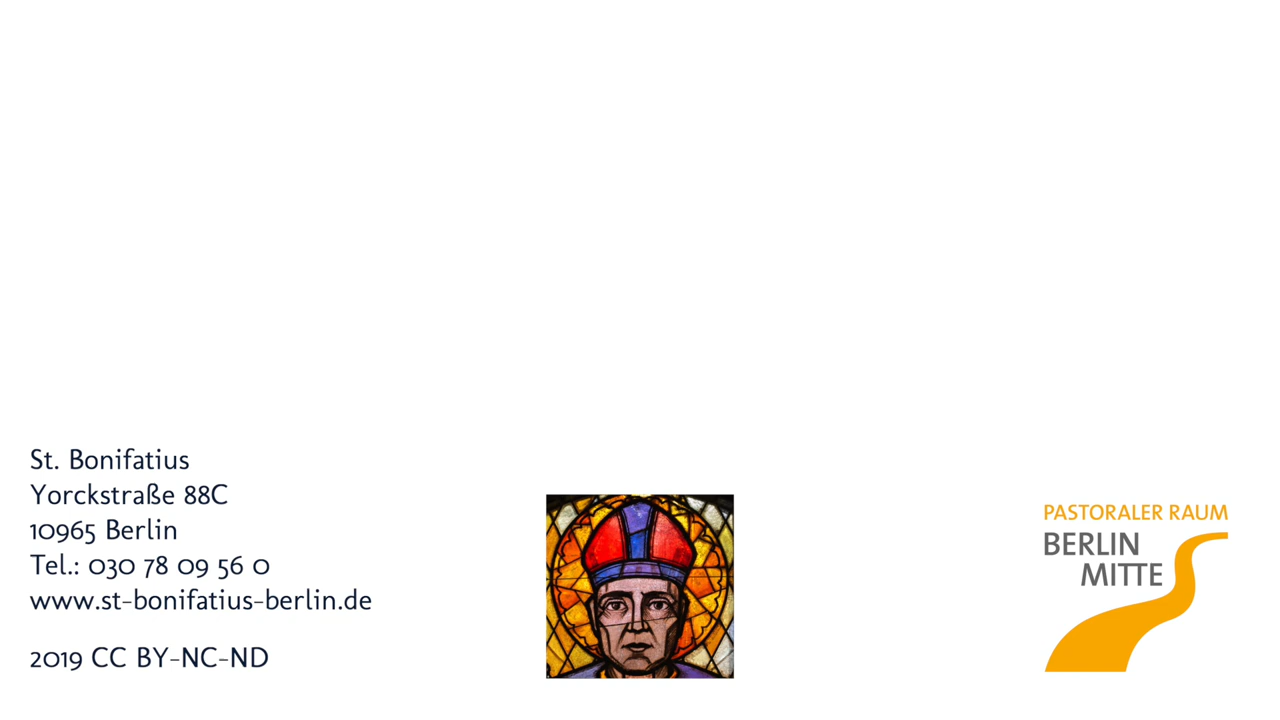 St. Bonifatius
Yorckstraße 88C
10965 Berlin
Tel.: 030 78 09 56 0
www.st-bonifatius-berlin.de
2019 CC BY-NC-ND
PASTORALER RAUM
BERLIN
MITTE